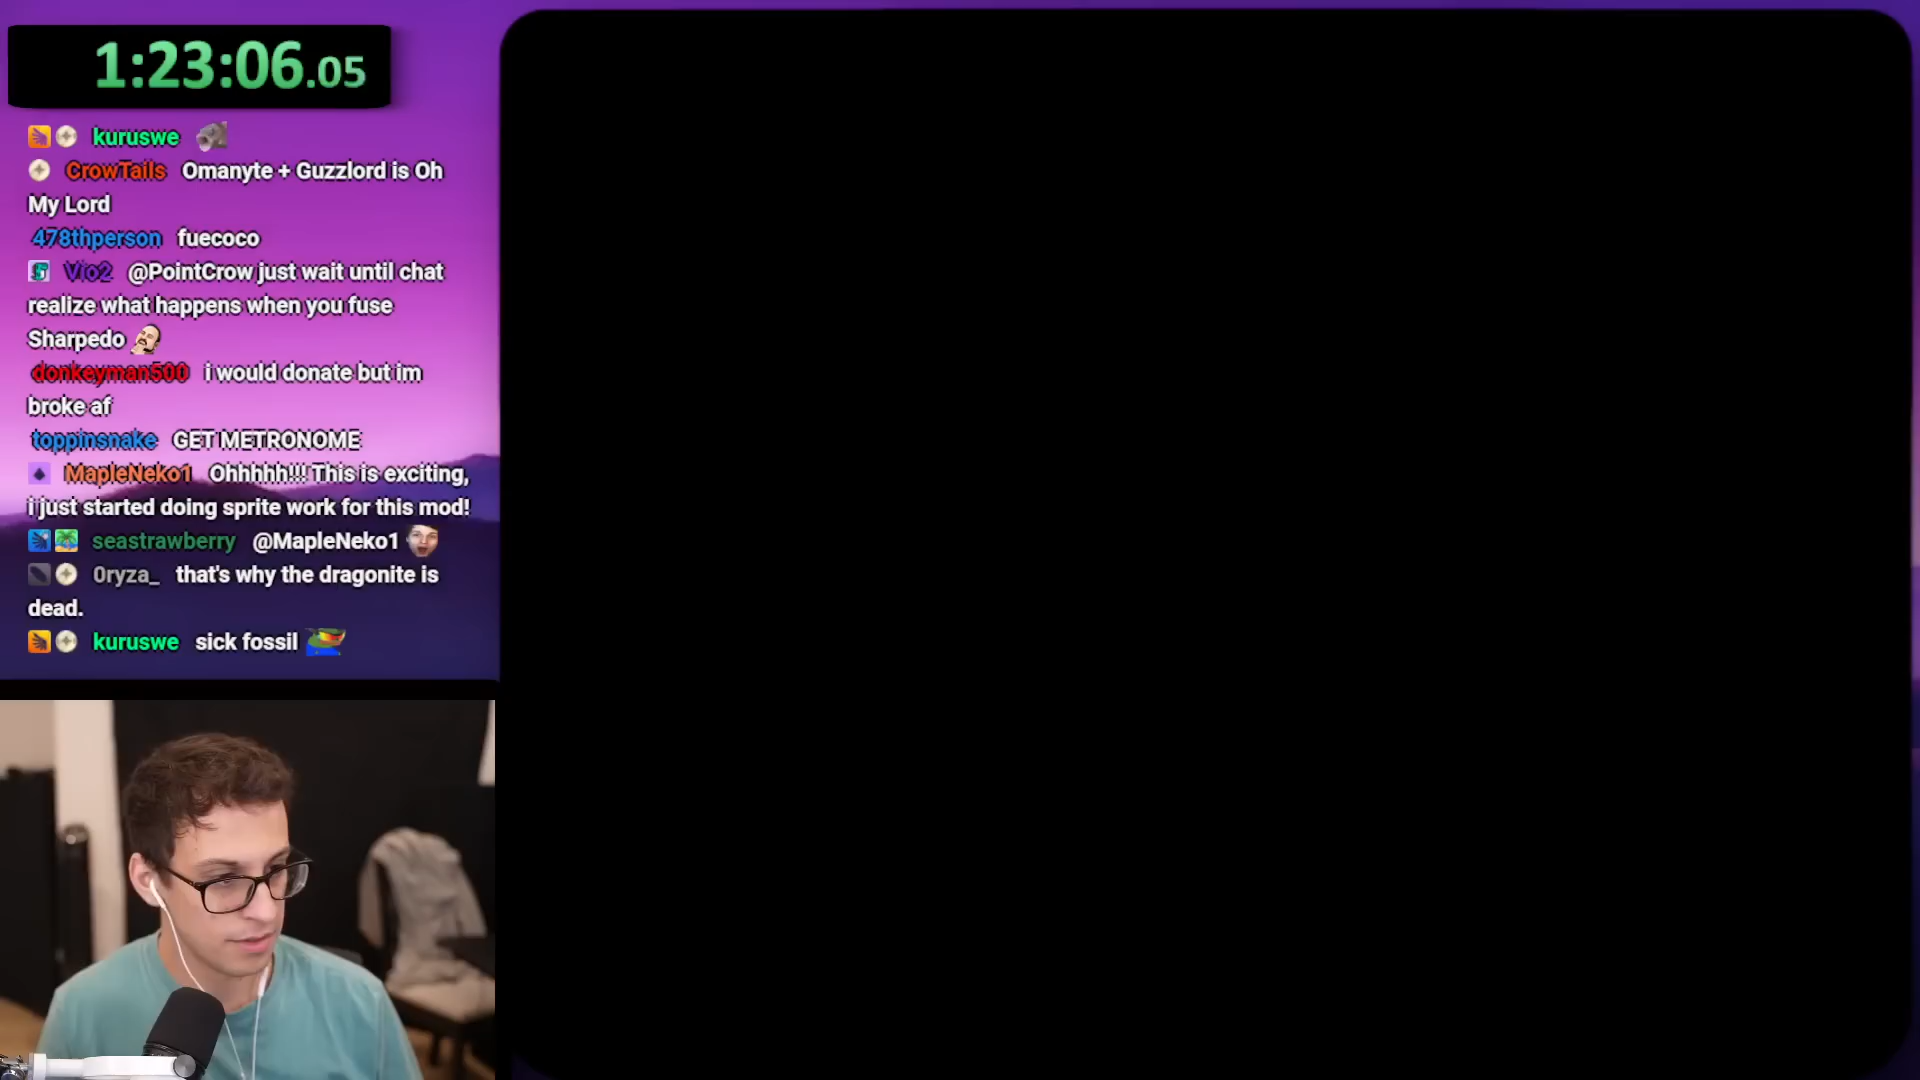 1:23:06.05
kuruswe
CrowTails Omanyte + Guzzlord is Oh
My Lord
478thperson fuecoco
Vio2 @PointCrow just wait until chat
realize what happens when you fuse
Sharpedo
donkeyman500 i would donate but im
broke af
toppinsnake GET METRONOME
MapleNeko1 Ohhhhh!!! This is exciting,
i just started doing sprite work for this mod!
seastrawberry @MapleNeko1
0ryza_ that's why the dragonite is
dead.
kuruswe sick fossil